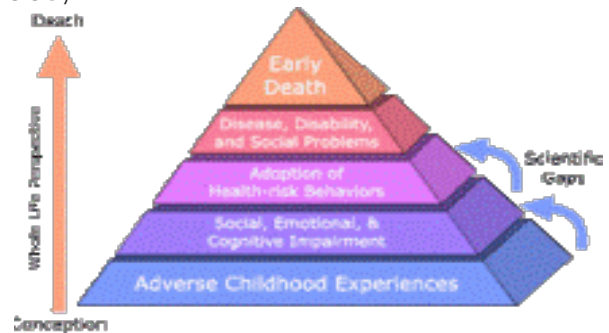 Death
Early
Death
Disease, Disability,
and Social Problems
Adoption of
Health-risk Behaviors
Social, Emotional, &
Cognitive Impairment
Adverse Childhood Experiences
Scientific
Gaps
Whole Life Perspective
Conception